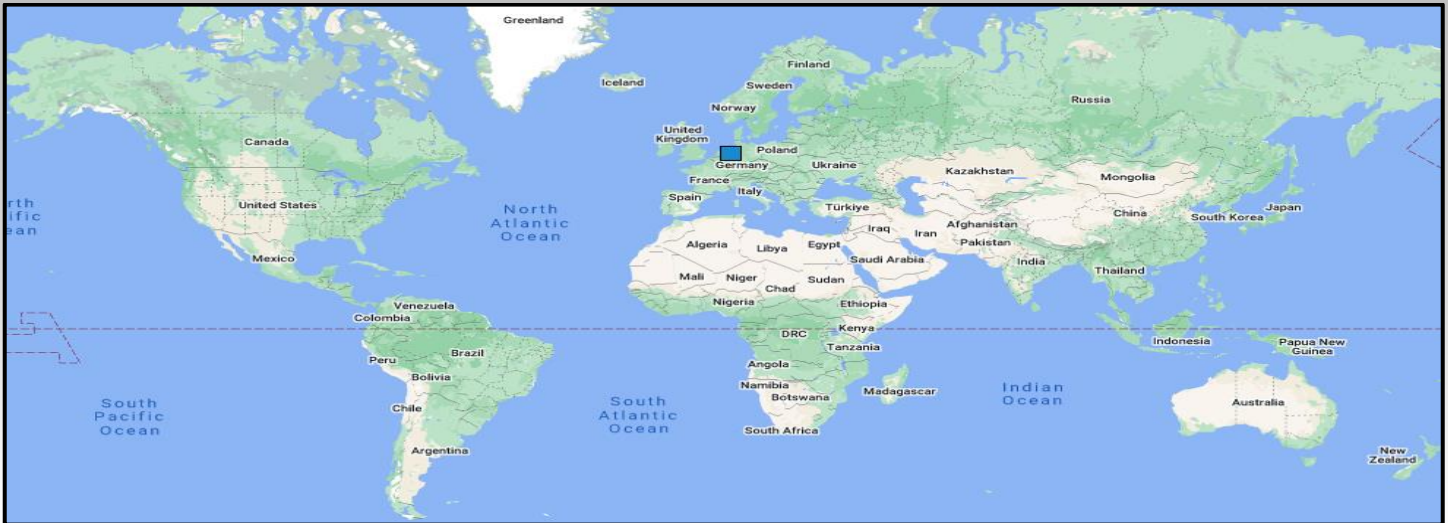 Greenland
Iceland
Finland
Sweden
Norway
Russia
Canada
United
Kingdom
Poland
Germany
Ukraine
France
Kazakhstan
Mongolia
Italy
Spain
United States
Türkiye
China
South Korea
Japan
rth
ific
ean
North
Atlantic
Ocean
Iraq
Iran
Afghanistan
Pakistan
Algeria
Libya
Egypt
Mexico
Saudi Arabia
India
Thailand
Mali
Niger
Chad
Sudan
Nigeria
Ethiopia
Venezuela
Colombia
DRC
Kenya
Tanzania
Indonesia
Papua New
Guinea
Peru
Brazil
Bolivia
Angola
Namibia
Botswana
Madagascar
Indian
Ocean
South
Pacific
Ocean
Chile
South
Atlantic
Ocean
Australia
South Africa
Argentina
New
Zealand